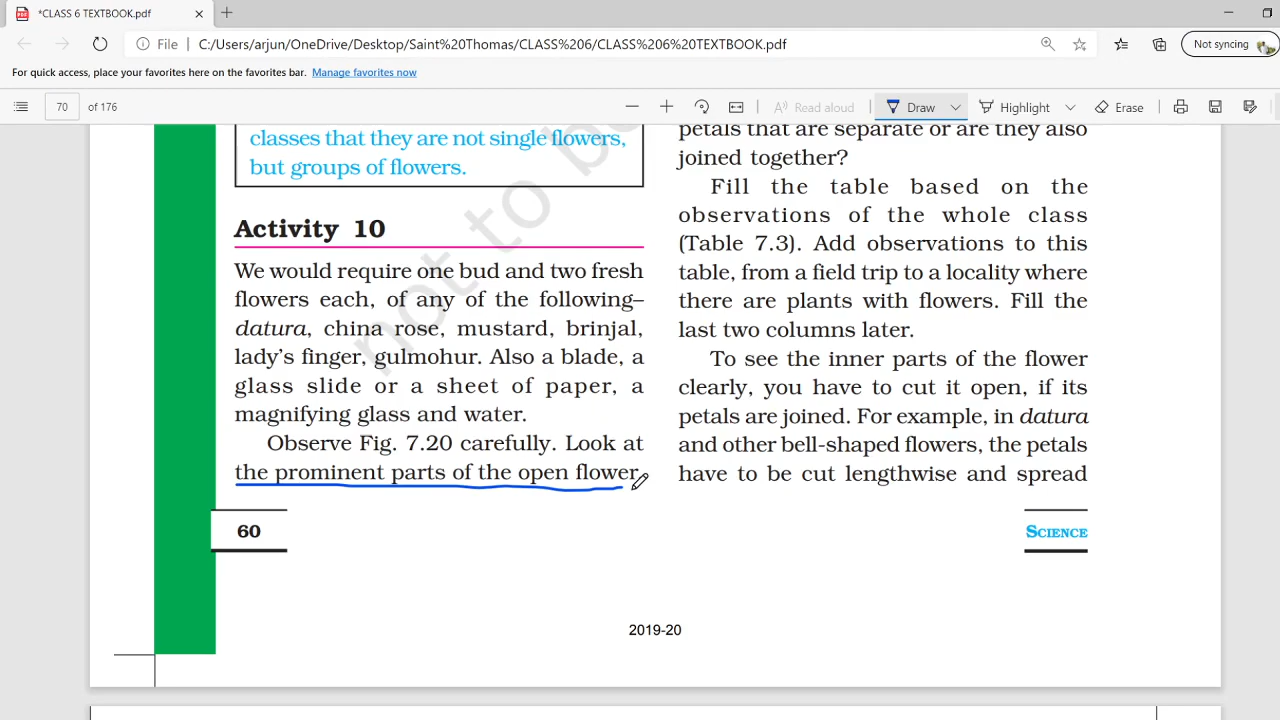 *CLASS 6 TEXTBOOK.pdf
File C:/Users/arjun/OneDrive/Desktop/Saint%20Thomas/CLASS%206/CLASS%206%20TEXTBOOK.pdf Not syncing
For quick access, place your favorites here on the favorites bar. Manage favorites now
70 of 176 Read aloud Draw Highlight Erase
classes that they are not single flowers,
but groups of flowers.
Activity 10
We would require one bud and two fresh
flowers each, of any of the following–
datura, china rose, mustard, brinjal,
lady's finger, gulmohur. Also a blade, a
glass slide or a sheet of paper, a
magnifying glass and water.
Observe Fig. 7.20 carefully. Look at
the prominent parts of the open flower.
60
petals that are separate or are they also
joined together?
Fill the table based on the
observations of the whole class
(Table 7.3). Add observations to this
table, from a field trip to a locality where
there are plants with flowers. Fill the
last two columns later.
To see the inner parts of the flower
clearly, you have to cut it open, if its
petals are joined. For example, in datura
and other bell-shaped flowers, the petals
have to be cut lengthwise and spread
SCIENCE
2019-20
not to be